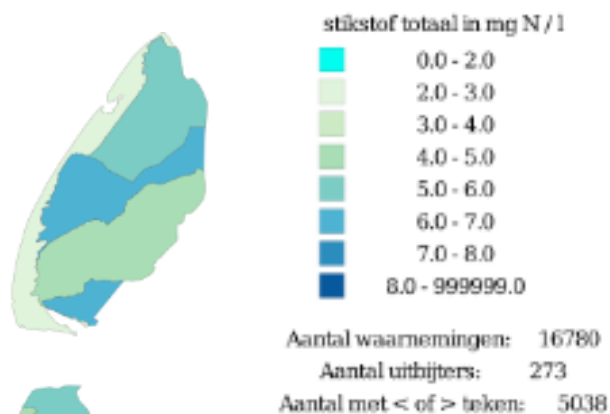 stikstof totaal in mg N / l
0.0 - 2.0
2.0 - 3.0
3.0 - 4.0
4.0 - 5.0
5.0 - 6.0
6.0 - 7.0
7.0 - 8.0
8.0 - 999999.0
Aantal waarnemingen: 16780
Aantal uitbijters: 273
Aantal met < of > teken: 5038